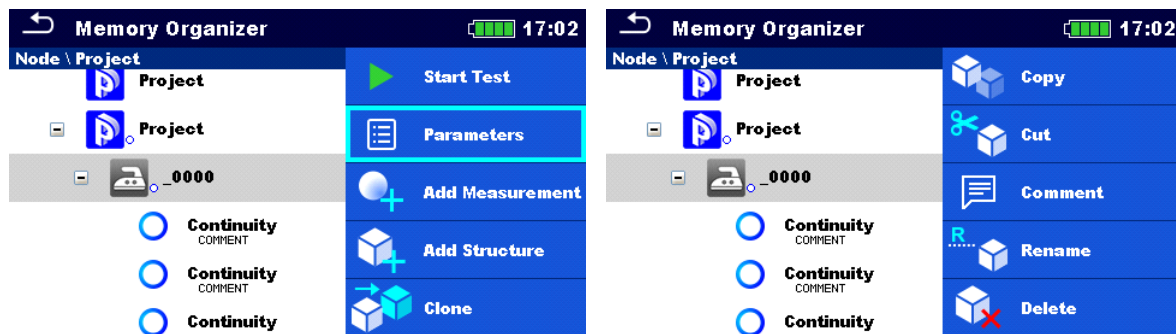 Memory Organizer 17:02
Node \ Project
Project
Project
_0000
Continuity
COMMENT
Continuity
COMMENT
Continuity
Start Test
Parameters
Add Measurement
Add Structure
Clone
Memory Organizer 17:02
Node \ Project
Project
Project
_0000
Continuity
COMMENT
Continuity
COMMENT
Continuity
Copy
Cut
Comment
R
Rename
Delete